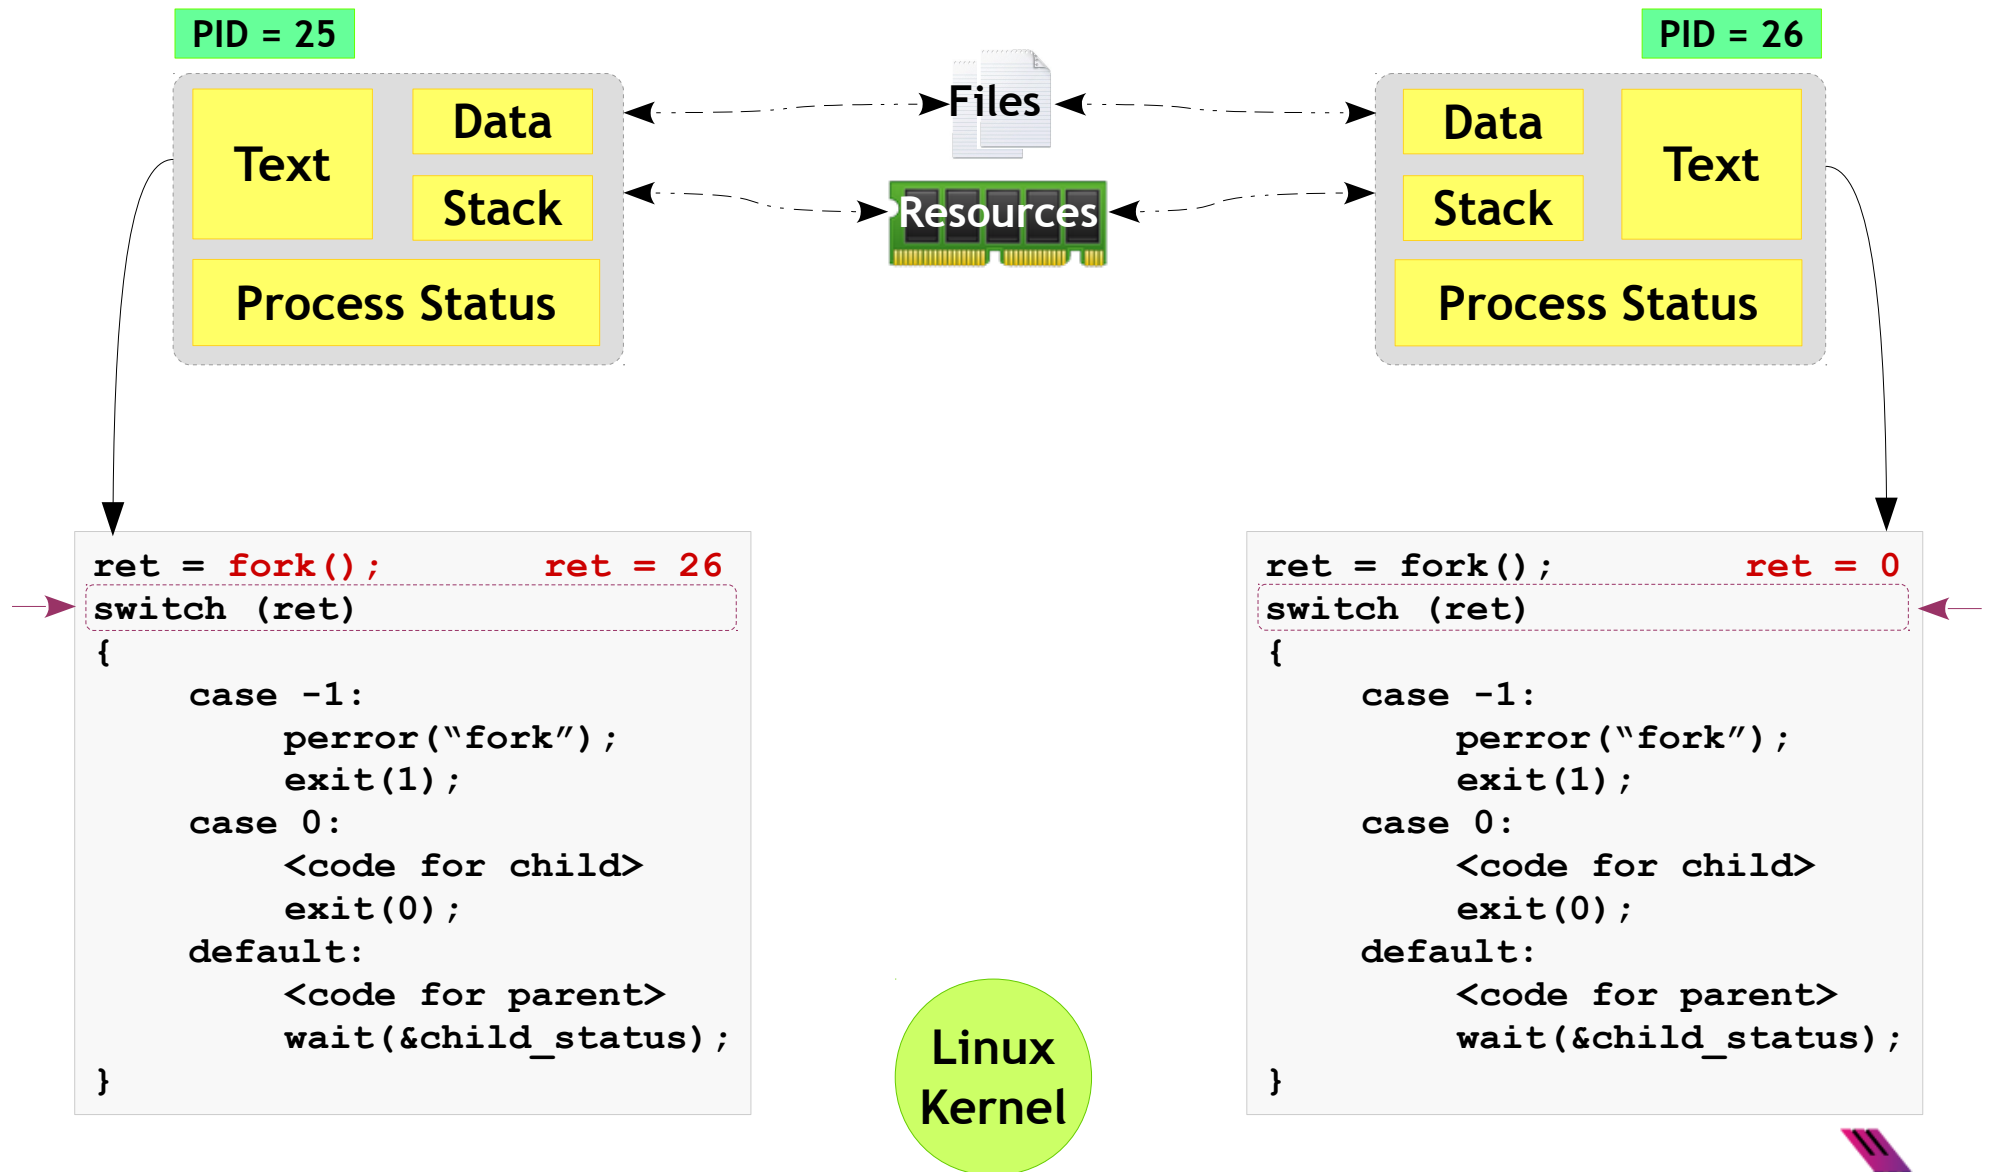 PID = 25
Text
Data
Stack
Process Status
Files
Resources
PID = 26
Data
Stack
Text
Process Status
ret = fork(); ret = 26
switch (ret)
{
case -1:
perror(“fork”);
exit(1);
case 0:
<code for child>
exit(0);
default:
<code for parent>
wait(&child_status);
}
ret = fork(); ret = 0
switch (ret)
{
case -1:
perror(“fork”);
exit(1);
case 0:
<code for child>
exit(0);
default:
<code for parent>
wait(&child_status);
}
Linux
Kernel